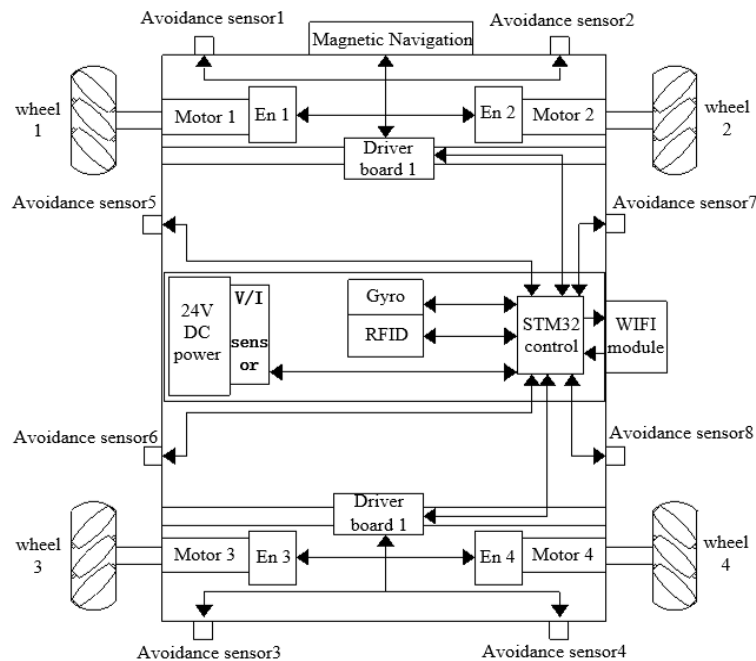 Avoidance sensor1
Avoidance sensor2
Magnetic Navigation
wheel
1
Motor 1
En 1
En 2
Motor 2
wheel
2
Driver
board 1
Avoidance sensor5
Avoidance sensor7
24V
DC
power
V/I
sens
or
Gyro
RFID
STM32
control
WIFI
module
Avoidance sensor6
Avoidance sensor8
Driver
board 1
wheel
3
Motor 3
En 3
En 4
Motor 4
wheel
4
Avoidance sensor3
Avoidance sensor4